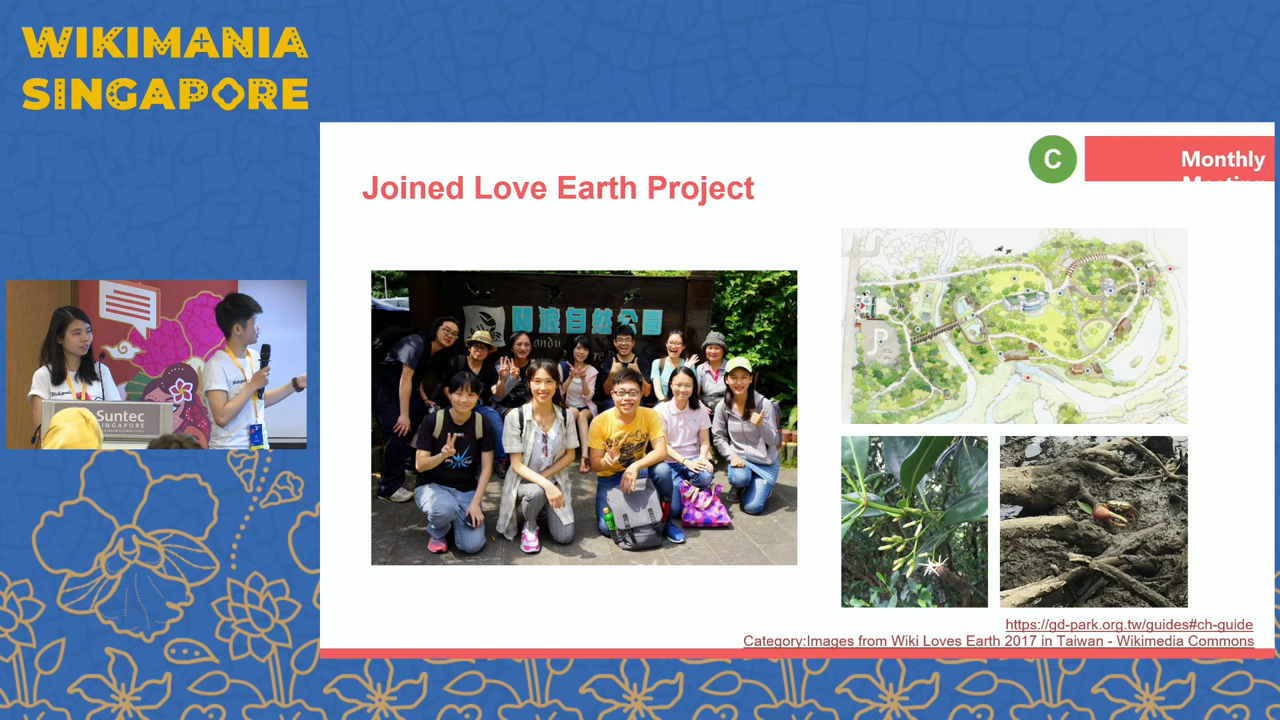 WIKIMANIA
SINGAPORE
C
Monthly
Meeting
Joined Love Earth Project
關渡自然公園
Suntec
SINGAPORE
https://gd-park.org.tw/guides#ch-guide
Category:Images from Wiki Loves Earth 2017 in Taiwan - Wikimedia Commons